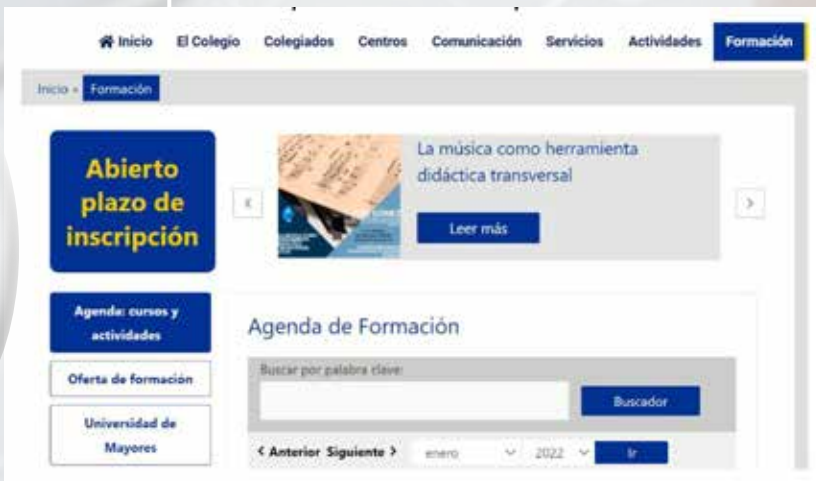 Inicio El Colegio Colegiados Centros Comunicación Servicios Actividades Formación
Inicio » Formación
Abierto
plazo de
inscripción
La música como herramienta
didáctica transversal
Leer más
Agenda: cursos y
actividades
Oferta de formación
Universidad de
Mayores
Agenda de Formación
Buscar por palabra clave:
Buscador
< Anterior Siguiente > enero 2022 Ir